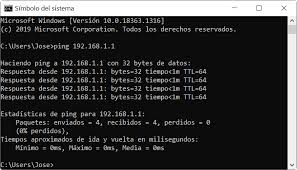 Símbolo del sistema
Microsoft Windows [Versión 10.0.18363.1316]
(c) 2019 Microsoft Corporation. Todos los derechos reservados.
C:\Users\Jose>ping 192.168.1.1
Haciendo ping a 192.168.1.1 con 32 bytes de datos:
Respuesta desde 192.168.1.1: bytes=32 tiempo<1m TTL=64
Respuesta desde 192.168.1.1: bytes=32 tiempo<1m TTL=64
Respuesta desde 192.168.1.1: bytes=32 tiempo<1m TTL=64
Respuesta desde 192.168.1.1: bytes=32 tiempo<1m TTL=64
Estadísticas de ping para 192.168.1.1:
Paquetes: enviados = 4, recibidos = 4, perdidos = 0
(0% perdidos),
Tiempos aproximados de ida y vuelta en milisegundos:
Mínimo = 0ms, Máximo = 0ms, Media = 0ms
C:\Users\Jose>